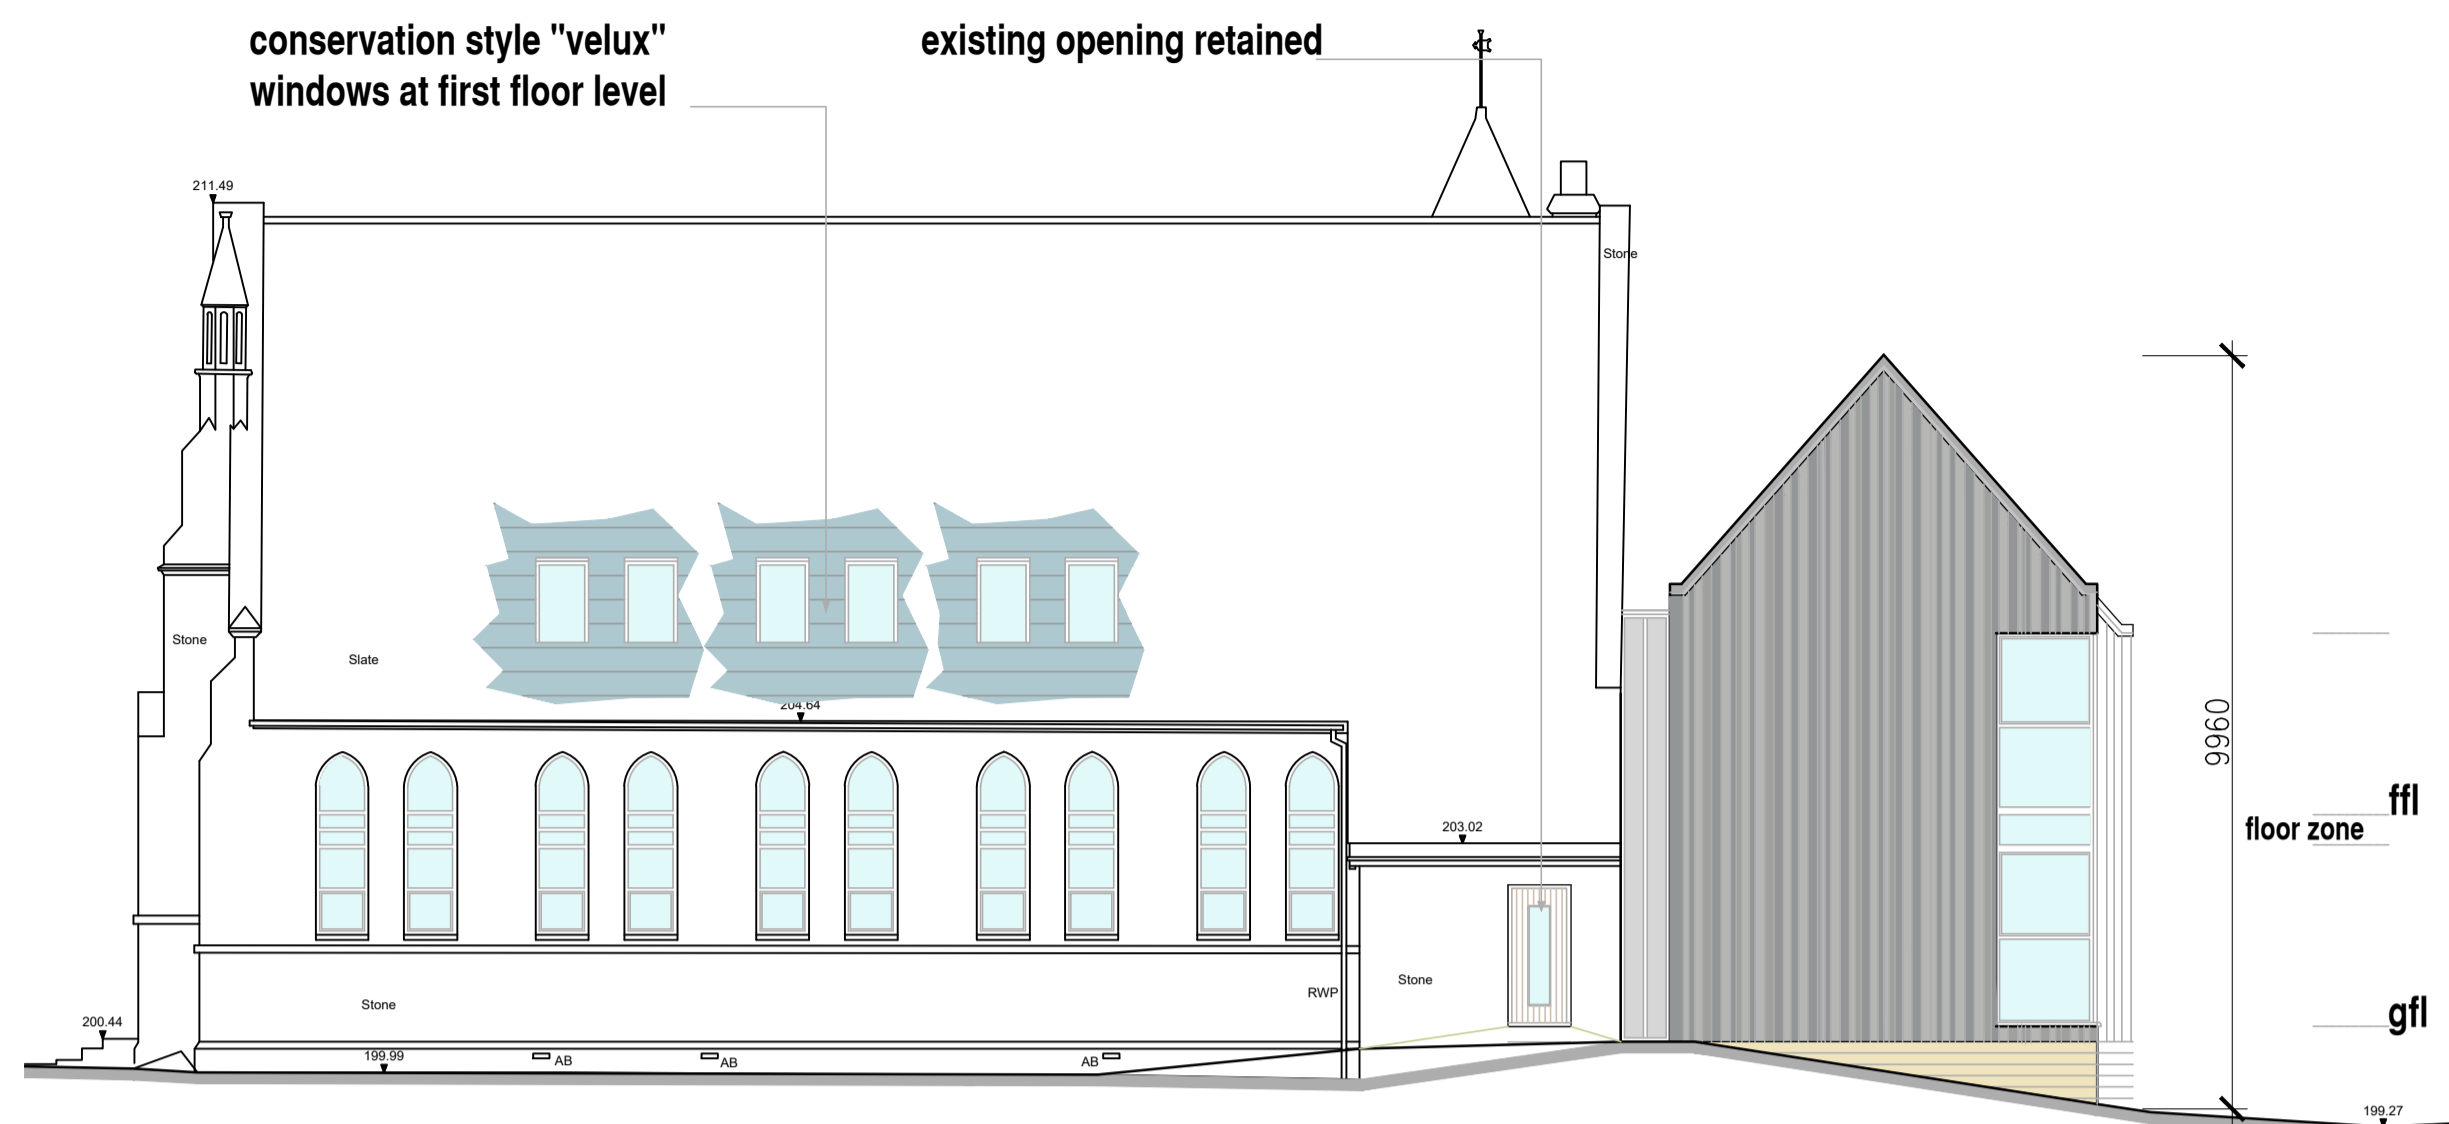 conservation style "velux"
windows at first floor level
existing opening retained
211.49
Stone
Stone
Slate
204.64
9960
ffl
floor zone
203.02
Stone
RWP
Stone
gfl
200.44
199.99
AB
AB
AB
199.27